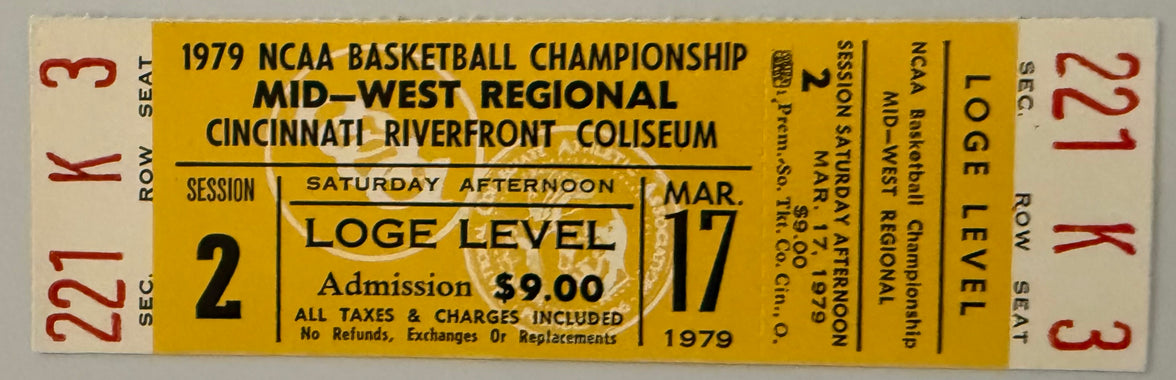 SEC. ROW SEAT
221 K 3
1979 NCAA BASKETBALL CHAMPIONSHIP
MID-WEST REGIONAL
CINCINNATI RIVERFRONT COLISEUM
SESSION
2
SATURDAY AFTERNOON
LOGE LEVEL
Admission $9.00
ALL TAXES & CHARGES INCLUDED
No Refunds, Exchanges Or Replacements
MAR.
17
1979
LOGE LEVEL
NCAA Basketball Championship
MID-WEST REGIONAL
SESSION SATURDAY AFTERNOON
2 MAR. 17, 1979
$9.00
Prem.-So. Tkt. Co. Cin., O.
SEC. ROW SEAT
221 K 3